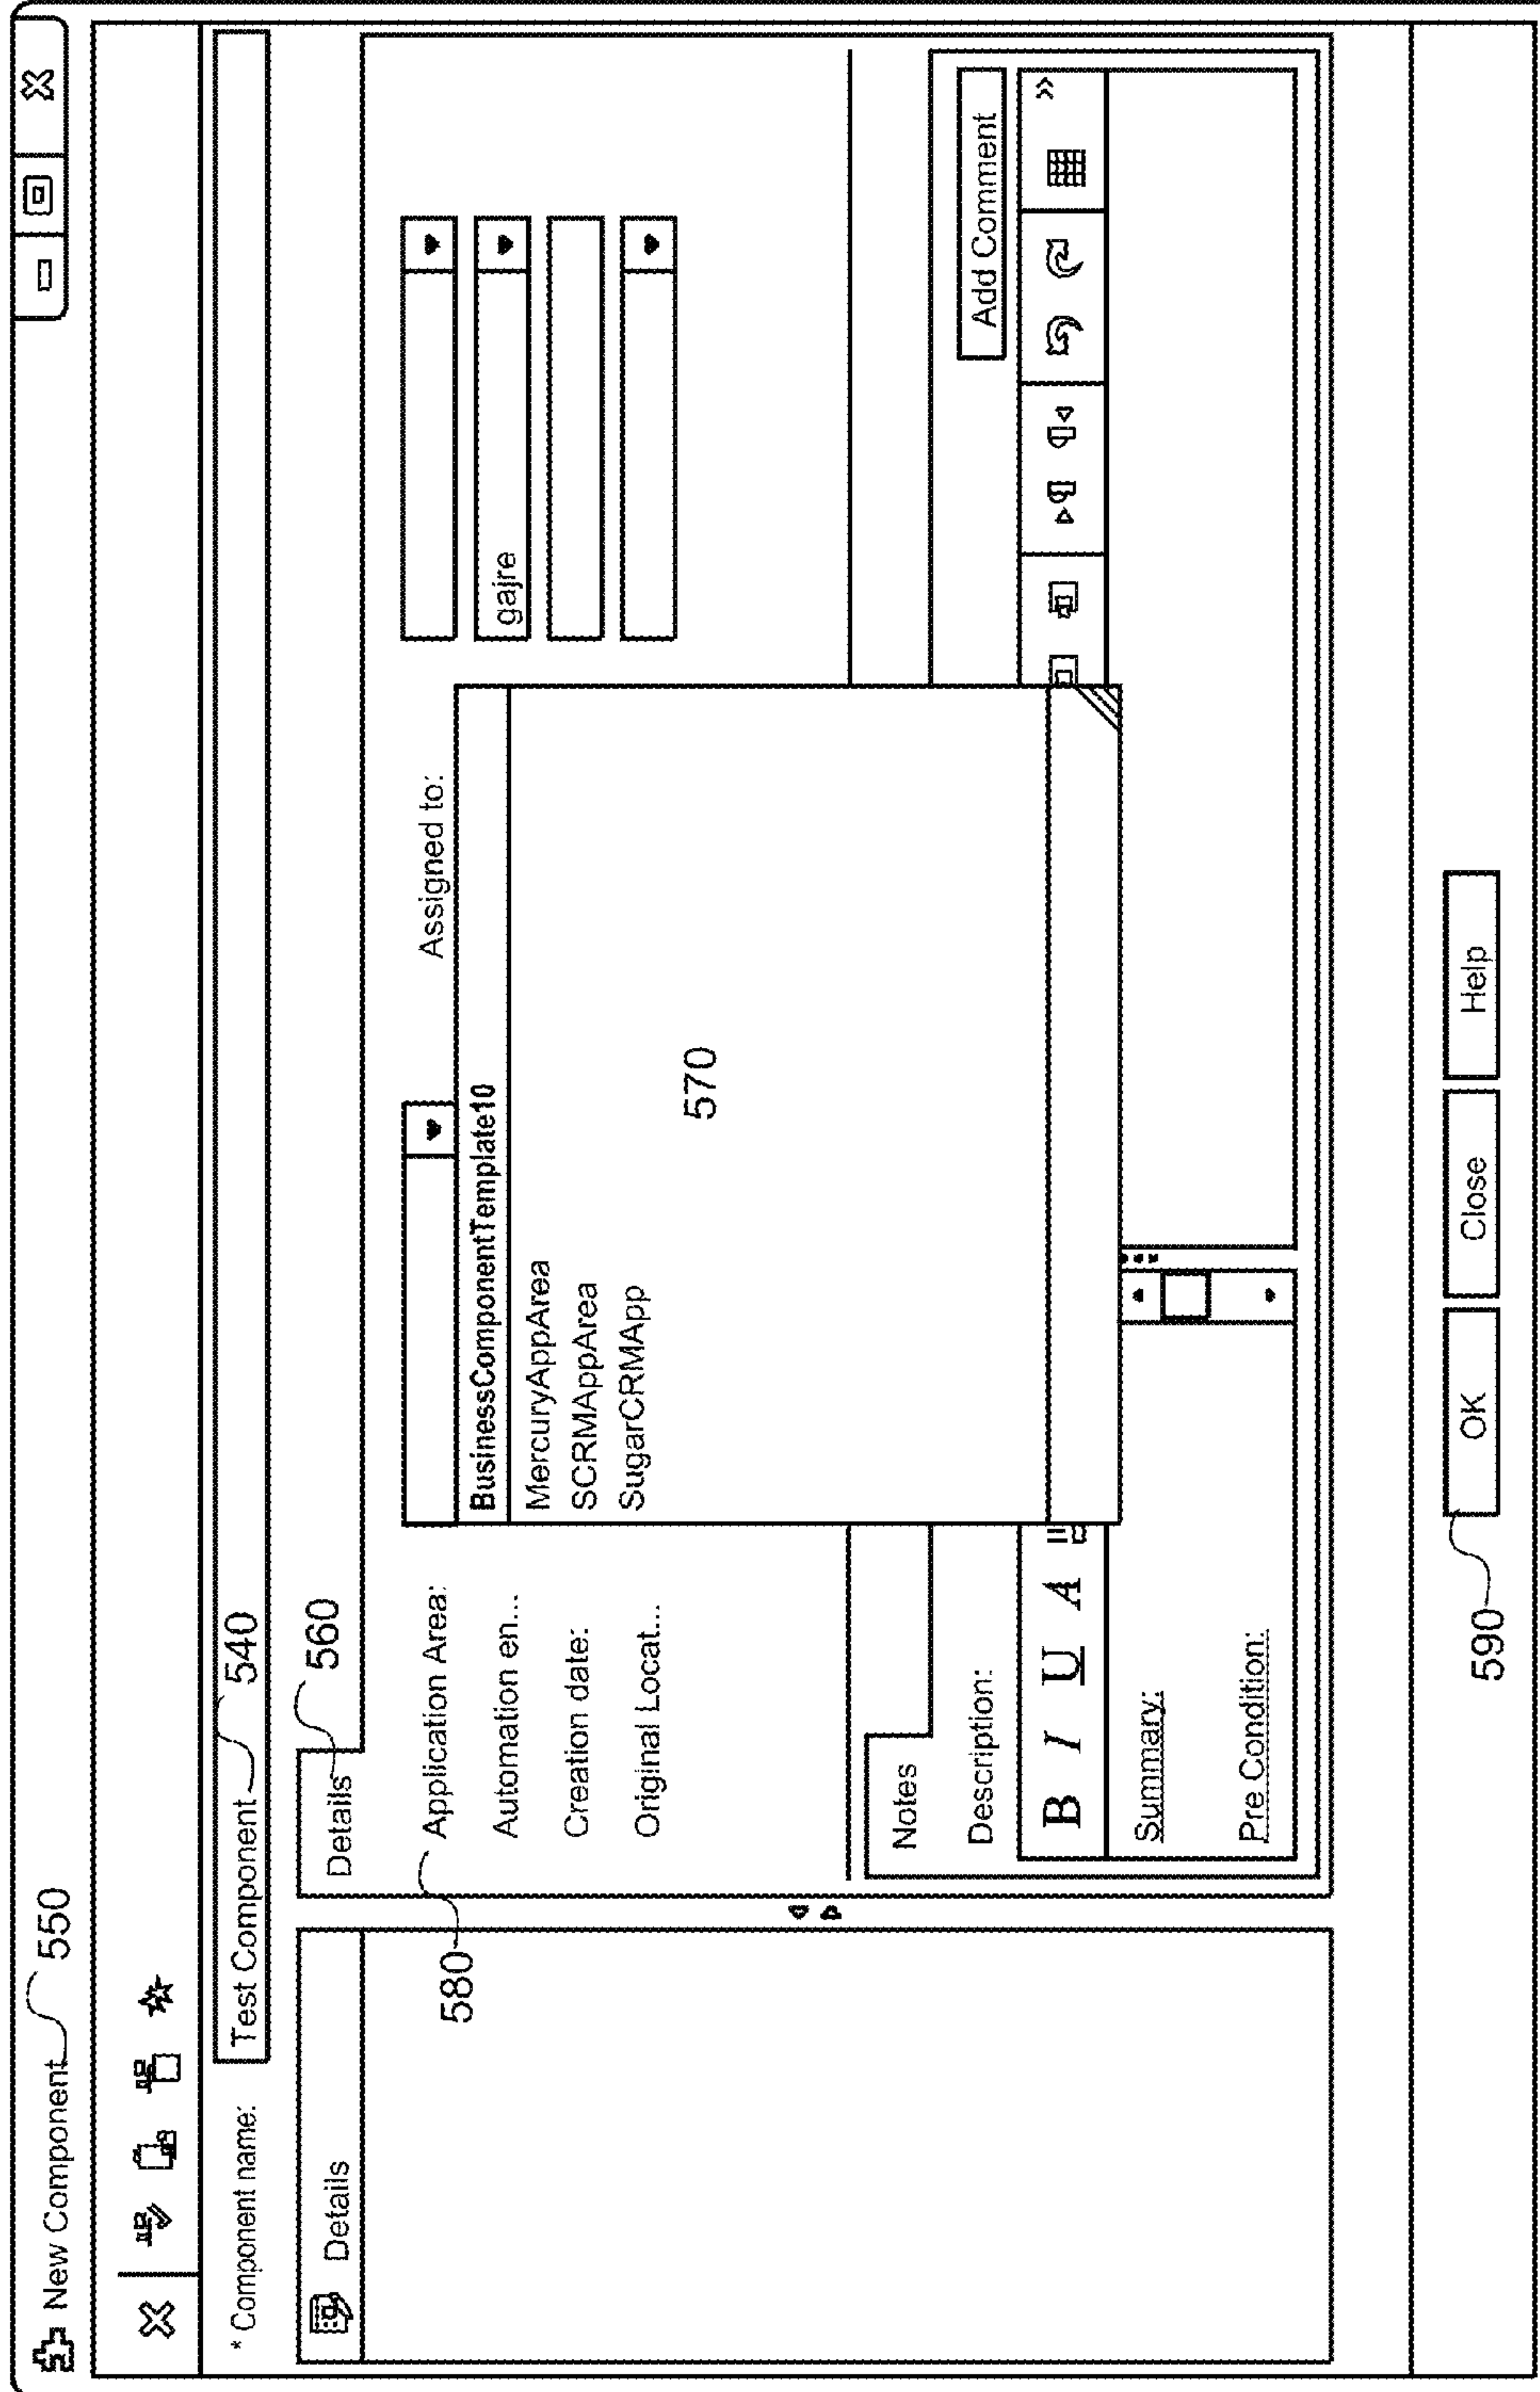 New Component 550
* Component name: Test Component 540
Details
Details 560
580 Application Area:
Assigned to:
BusinessComponentTemplate10
MercuryAppArea
SCRMAppArea
SugarCRMApp
570
Automation en...
gajre
Creation date:
Original Locat...
Notes
Description:
Add Comment
B I U A
Summary:
Pre Condition:
590 OK Close Help